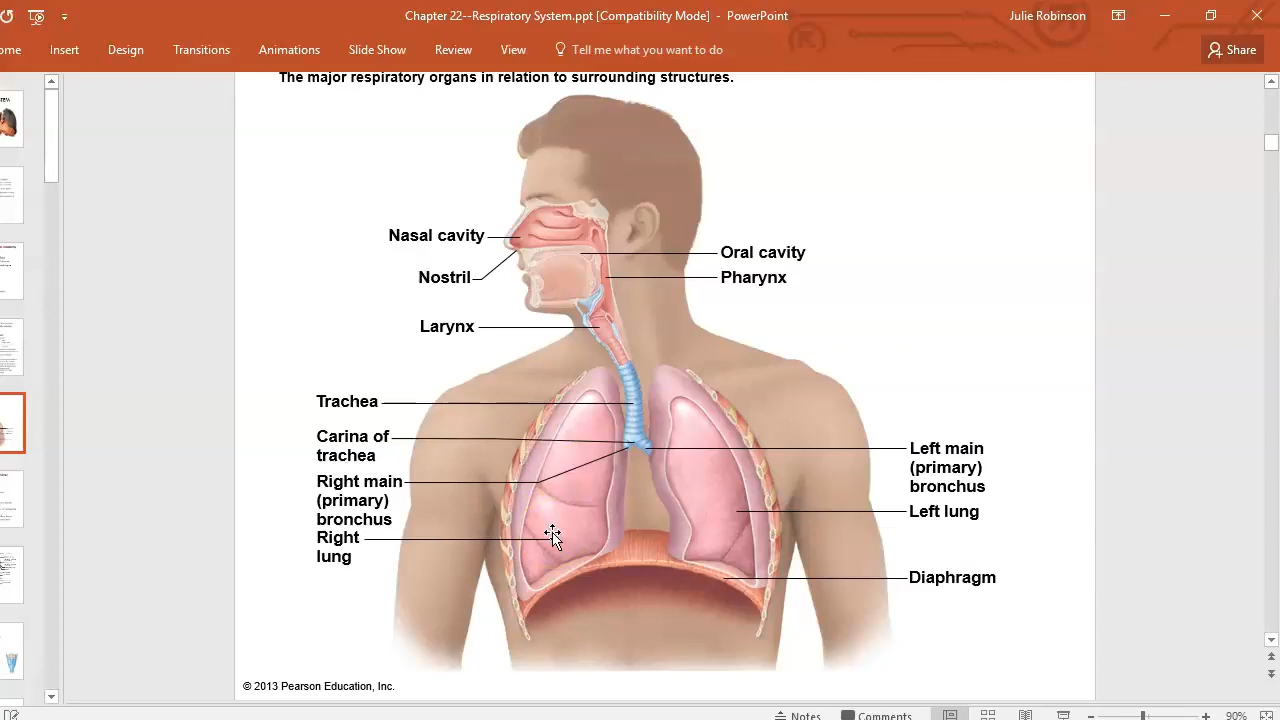 Chapter 22--Respiratory System.ppt [Compatibility Mode] - PowerPoint
Julie Robinson
Insert Design Transitions Animations Slide Show Review View Tell me what you want to do
Share
The major respiratory organs in relation to surrounding structures.
Nasal cavity
Nostril
Larynx
Oral cavity
Pharynx
Trachea
Carina of
trachea
Right main
(primary)
bronchus
Right
lung
Left main
(primary)
bronchus
Left lung
Diaphragm
© 2013 Pearson Education, Inc.
Notes
Comments
90%